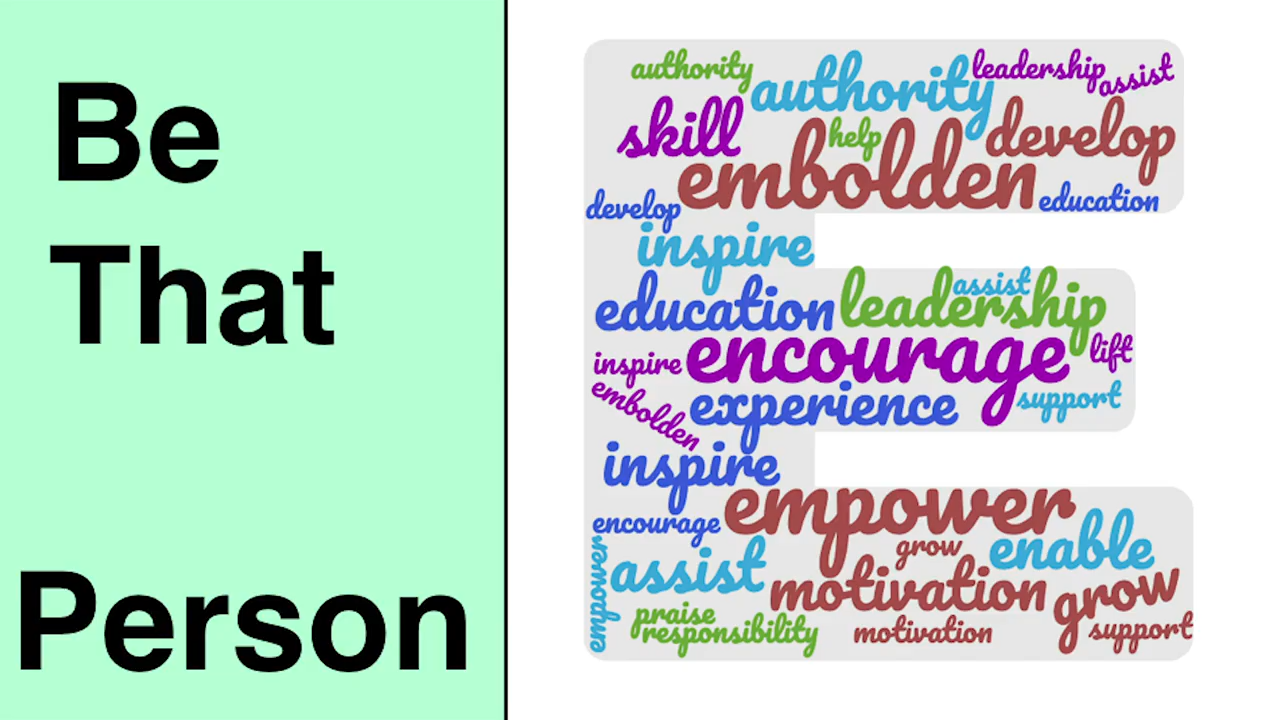 Be
That
Person
authority
authority
leadership
assist
skill
help
develop
embolden
develop
education
inspire
education
leadership
assist
inspire
encourage
lift
embolden
experience
support
inspire
empower
encourage
grow
enable
empower
assist
motivation
grow
praise
responsibility
motivation
support